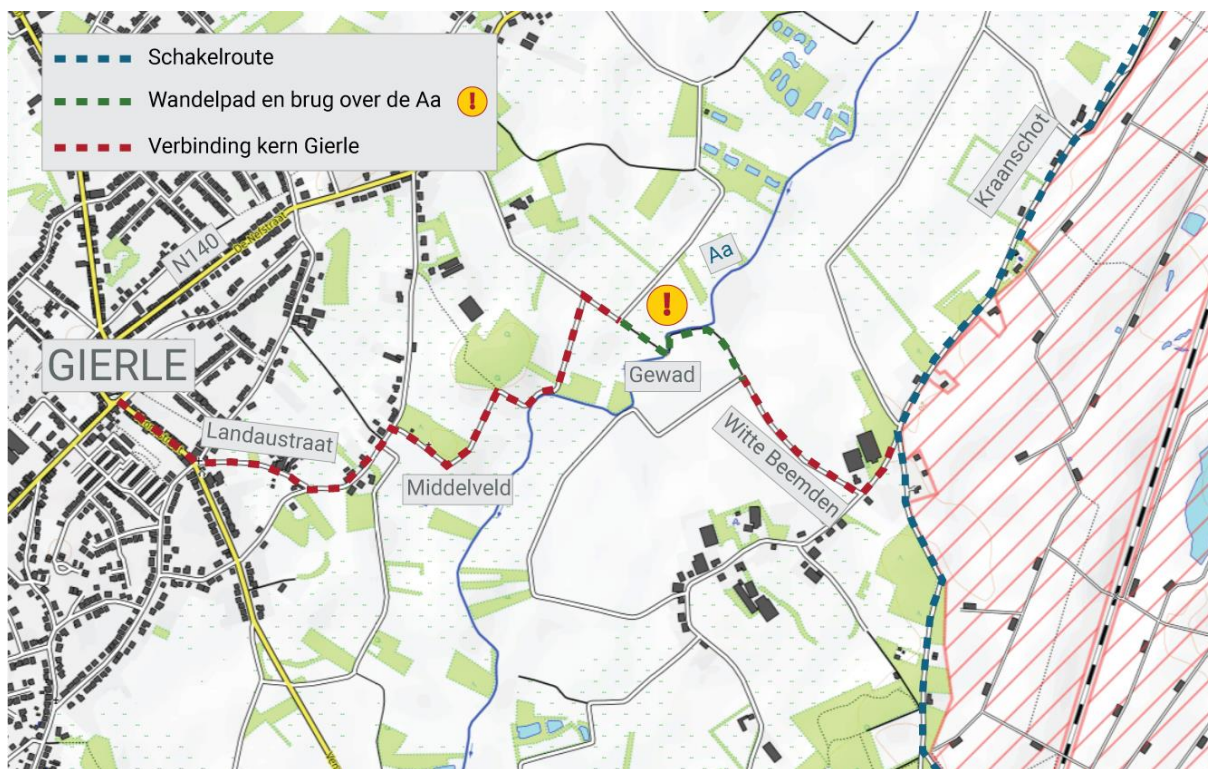 Schakelroute
Wandelpad en brug over de Aa !
Verbinding kern Gierle
Kraanschot
N140
Aa
!
GIERLE
Gewad
Landaustraat
Witte Beemden
Middelveld